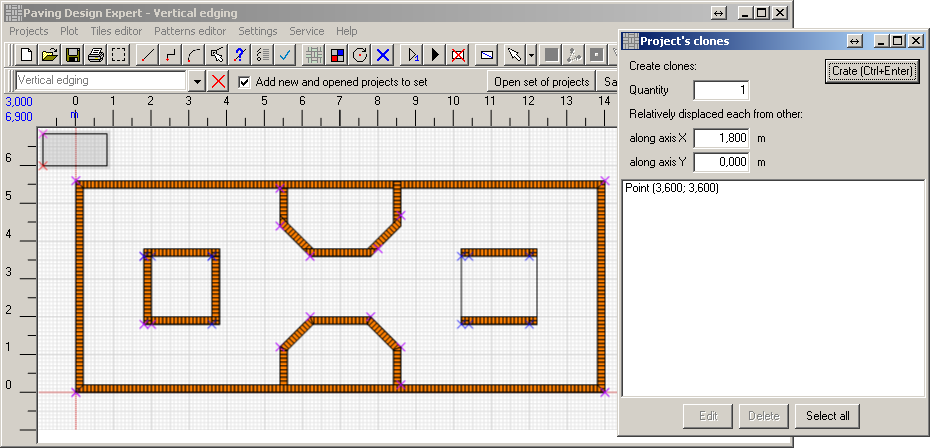 Paving Design Expert - Vertical edging
Projects Plot Tiles editor Patterns editor Settings Service Help
Vertical edging
Add new and opened projects to set
Open set of projects
Sa
3,000
6,900
m
0 1 2 3 4 5 6 7 8 9 10 11 12 13 14
6
5
4
3
2
1
0
Project's clones
Create clones:
Crate (Ctrl+Enter)
Quantity 1
Relatively displaced each from other:
along axis X 1,800 m
along axis Y 0,000 m
Point (3,600; 3,600)
Edit Delete Select all